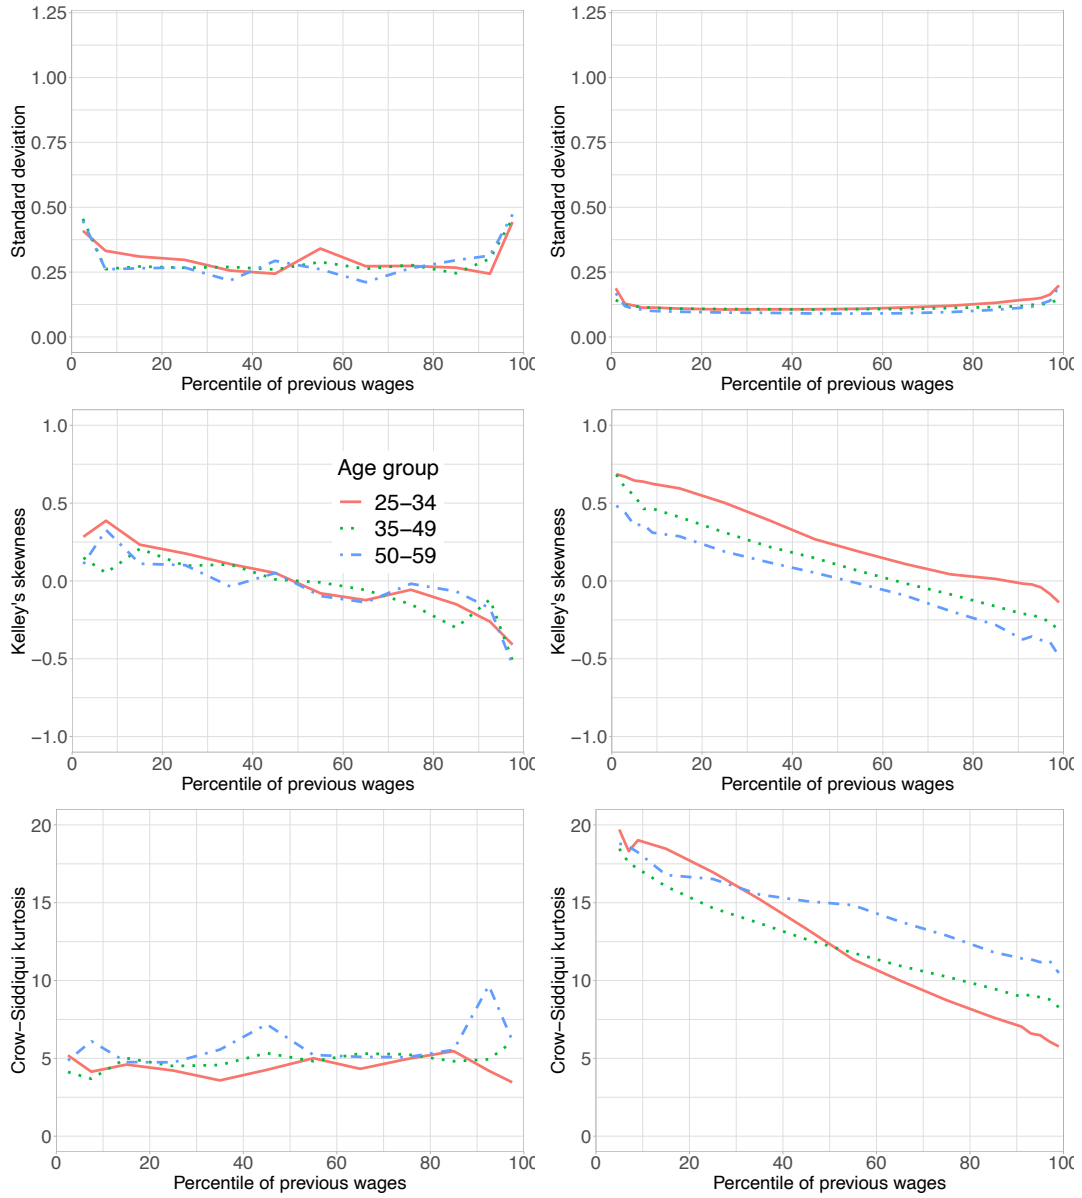 1.25
1.00
0.75
0.50
0.25
0.00
Standard deviation
0 20 40 60 80 100
Percentile of previous wages
1.25
1.00
0.75
0.50
0.25
0.00
Standard deviation
0 20 40 60 80 100
Percentile of previous wages
1.0
0.5
0.0
−0.5
−1.0
Kelley's skewness
Age group
25−34
35−49
50−59
0 20 40 60 80 100
Percentile of previous wages
1.0
0.5
0.0
−0.5
−1.0
Kelley's skewness
0 20 40 60 80 100
Percentile of previous wages
20
15
10
5
0
Crow−Siddiqui kurtosis
0 20 40 60 80 100
Percentile of previous wages
20
15
10
5
0
Crow−Siddiqui kurtosis
0 20 40 60 80 100
Percentile of previous wages